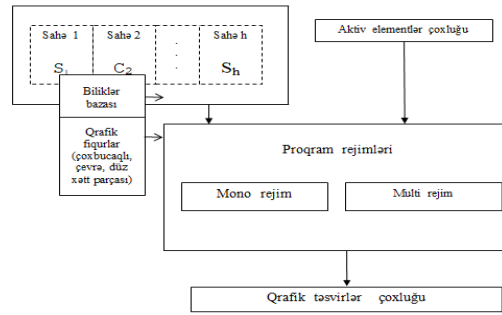 Sahə 1 Sahə 2 . Sahə h
.
S₁ C₂ . Sh
Aktiv elementlər çoxluğu
Biliklər
bazası
Qrafik
fiqurlar
(çoxbucaqlı,
çevrə, düz
xətt parçası)
Proqram rejimləri
Mono rejim
Multi rejim
Qrafik təsvirlər çoxluğu